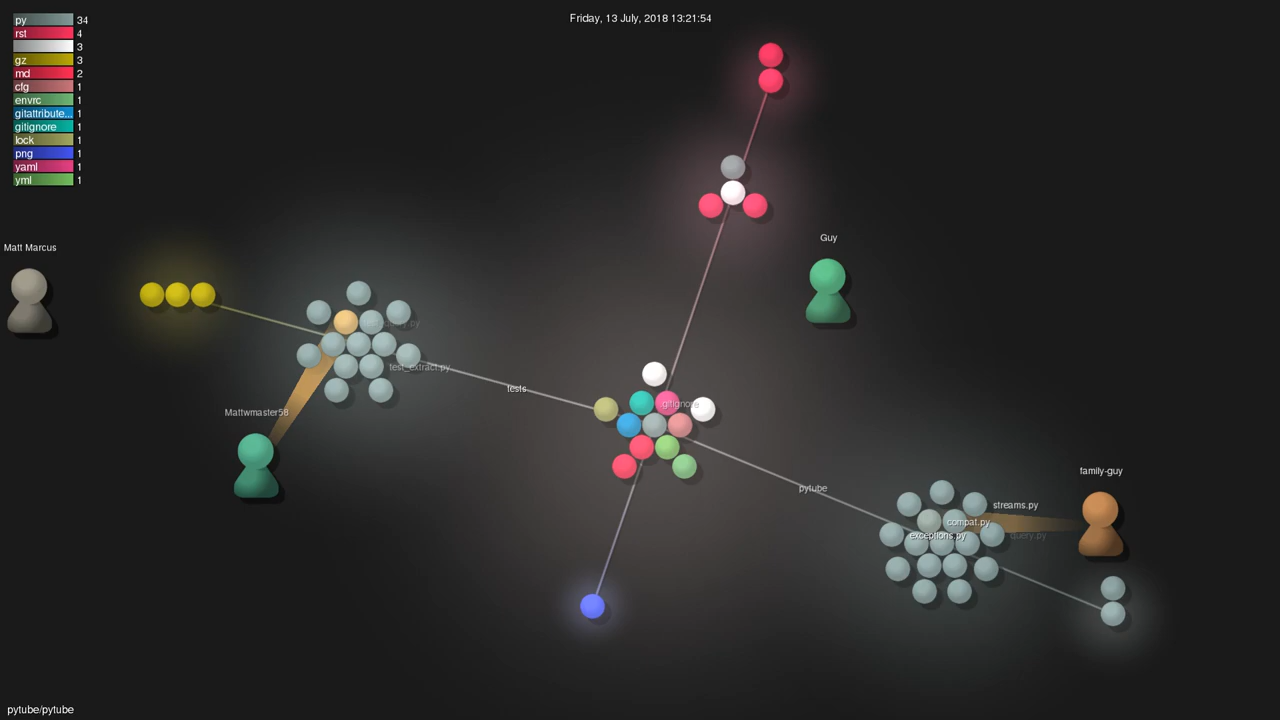 Friday, 13 July, 2018 13:21:54
py 34
rst 4
3
gz 3
md 2
cfg 1
envrc 1
gitattribute... 1
gitignore 1
lock 1
png 1
yaml 1
yml 1
Matt Marcus
Guy
test_extract.py
tests
gitignore
Mattwmaster58
family-guy
pytube
streams.py
compat.py
exceptions.py
query.py
pytube/pytube